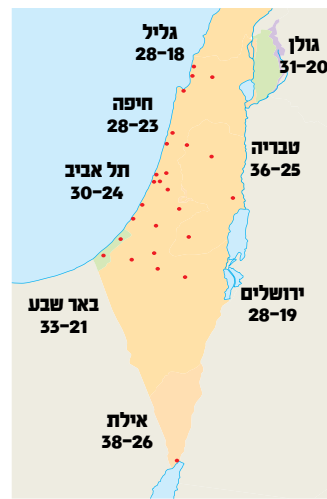 גליל
28-18
גולן
31-20
חיפה
28-23
טבריה
36-25
תל אביב
30-24
ירושלים
28-19
באר שבע
33-21
אילת
38-26